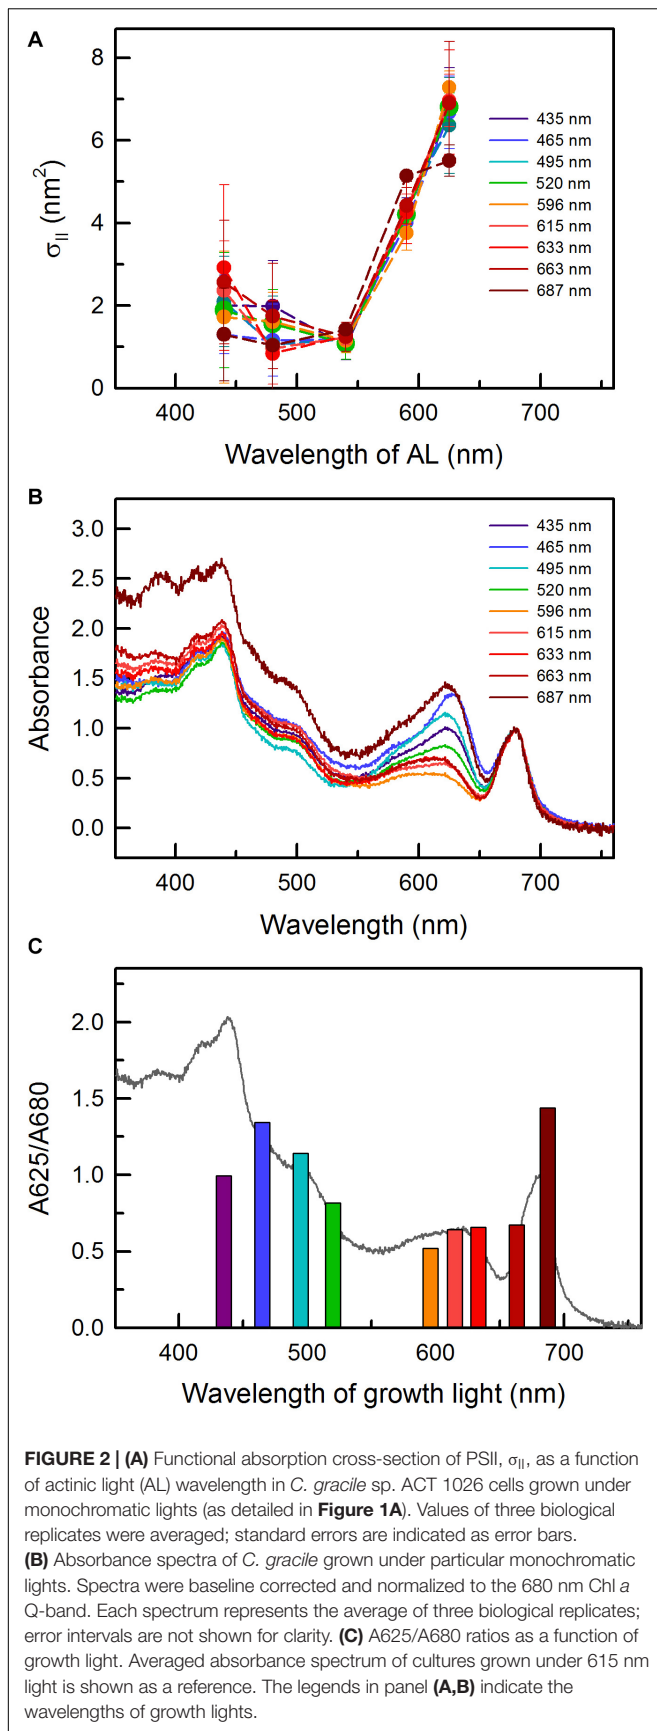 A
8
6
4
2
0
σII (nm²)
435 nm
465 nm
495 nm
520 nm
596 nm
615 nm
633 nm
663 nm
687 nm
400 500 600 700
Wavelength of AL (nm)
B
3.0
2.5
2.0
1.5
1.0
0.5
0.0
Absorbance
435 nm
465 nm
495 nm
520 nm
596 nm
615 nm
633 nm
663 nm
687 nm
400 500 600 700
Wavelength (nm)
C
2.0
1.5
1.0
0.5
0.0
A625/A680
400 500 600 700
Wavelength of growth light (nm)
FIGURE 2 | (A) Functional absorption cross-section of PSII, σII, as a function
of actinic light (AL) wavelength in C. gracile sp. ACT 1026 cells grown under
monochromatic lights (as detailed in Figure 1A). Values of three biological
replicates were averaged; standard errors are indicated as error bars.
(B) Absorbance spectra of C. gracile grown under particular monochromatic
lights. Spectra were baseline corrected and normalized to the 680 nm Chl a
Q-band. Each spectrum represents the average of three biological replicates;
error intervals are not shown for clarity. (C) A625/A680 ratios as a function of
growth light. Averaged absorbance spectrum of cultures grown under 615 nm
light is shown as a reference. The legends in panel (A,B) indicate the
wavelengths of growth lights.